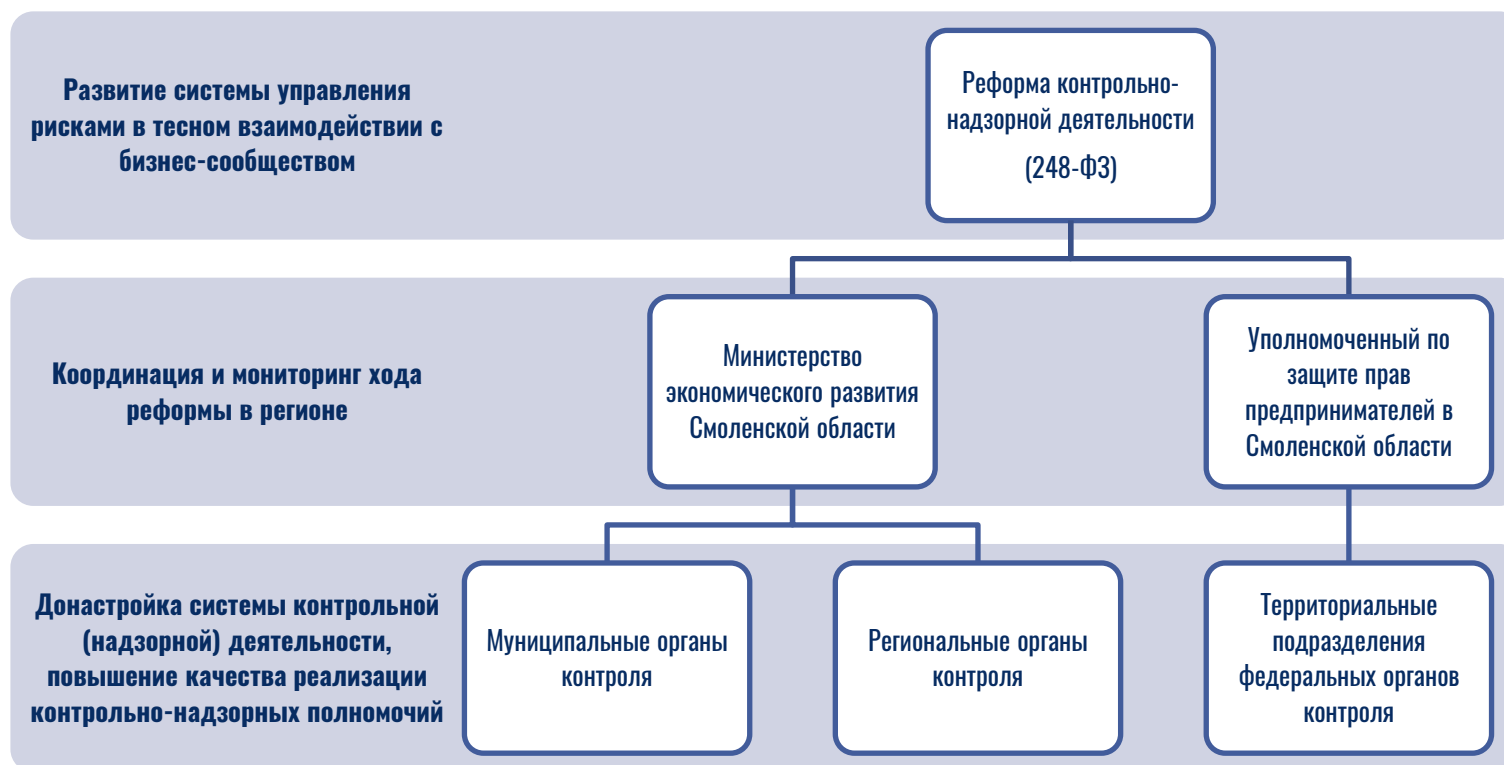 Развитие системы управления
рисками в тесном взаимодействии с
бизнес-сообществом
Реформа контрольно-
надзорной деятельности
(248-ФЗ)
Координация и мониторинг хода
реформы в регионе
Министерство
экономического развития
Смоленской области
Уполномоченный по
защите прав
предпринимателей в
Смоленской области
Донастройка системы контрольной
(надзорной) деятельности,
повышение качества реализации
контрольно-надзорных полномочий
Муниципальные органы
контроля
Региональные органы
контроля
Территориальные
подразделения
федеральных органов
контроля